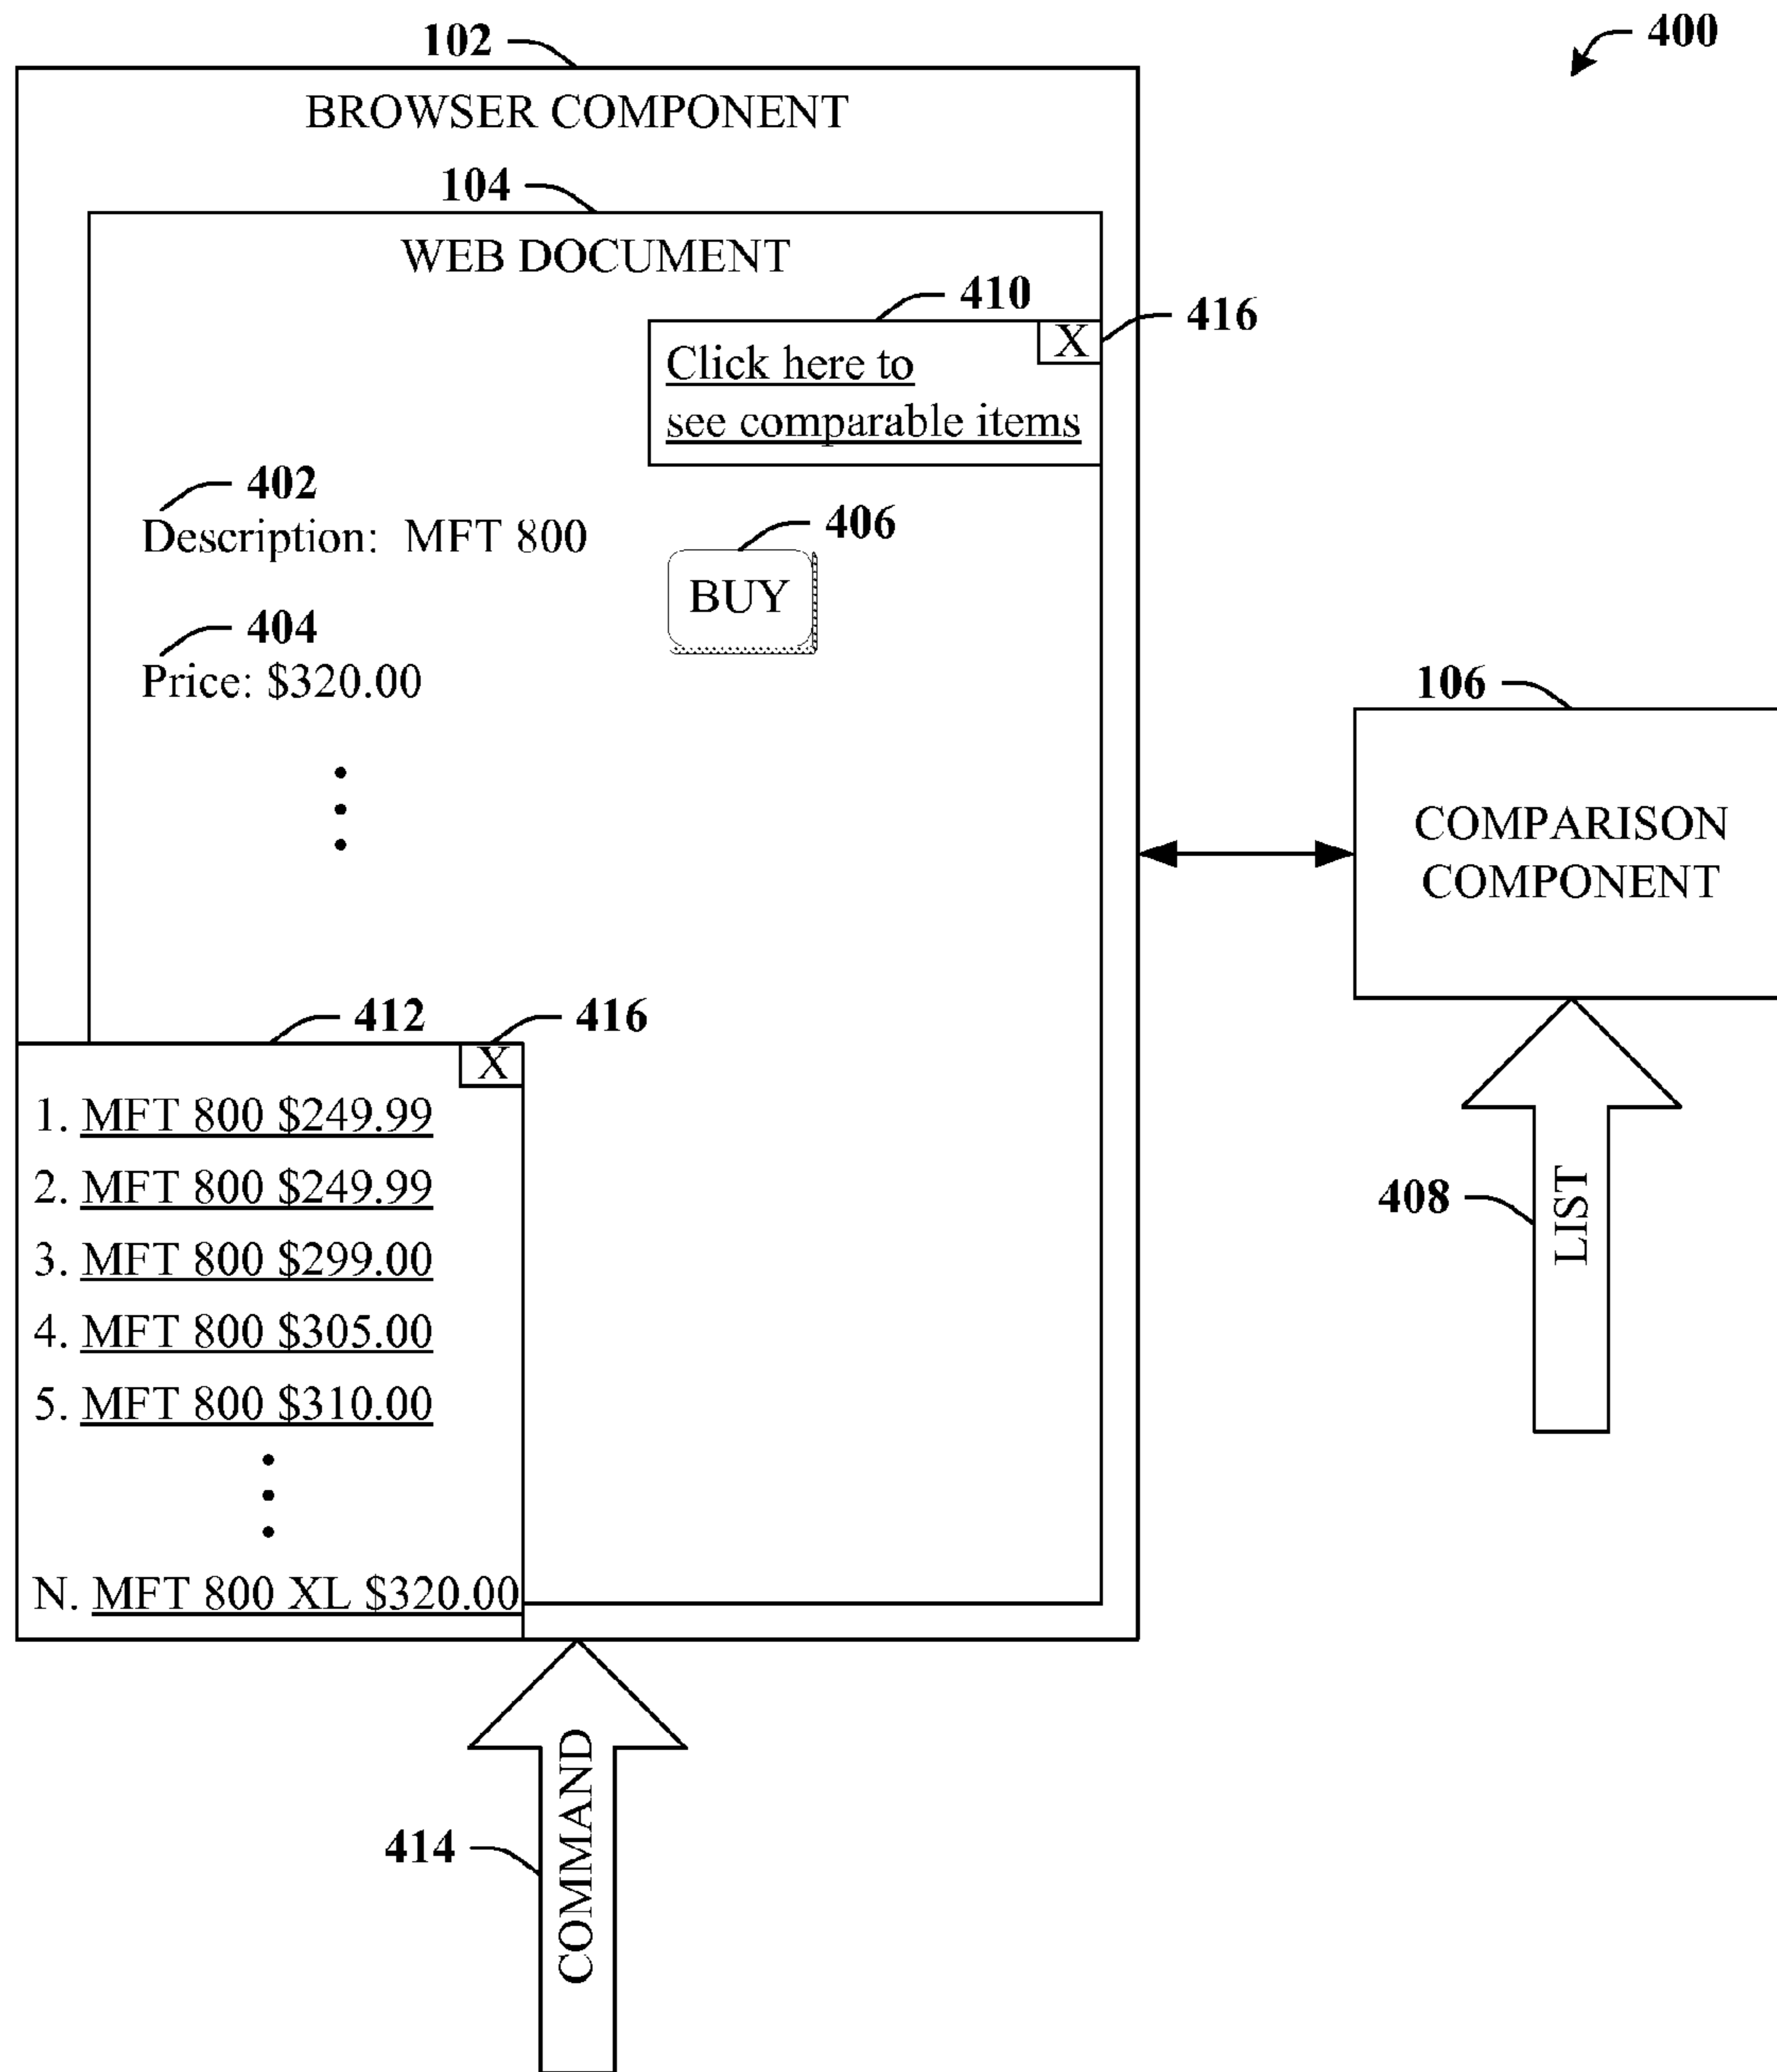 400
102
BROWSER COMPONENT
104
WEB DOCUMENT
410
416
X
Click here to
see comparable items
402
Description: MFT 800
406
BUY
404
Price: $320.00
106
COMPARISON
COMPONENT
412
416
X
1. MFT 800 $249.99
2. MFT 800 $249.99
3. MFT 800 $299.00
4. MFT 800 $305.00
5. MFT 800 $310.00
N. MFT 800 XL $320.00
408
LIST
414
COMMAND